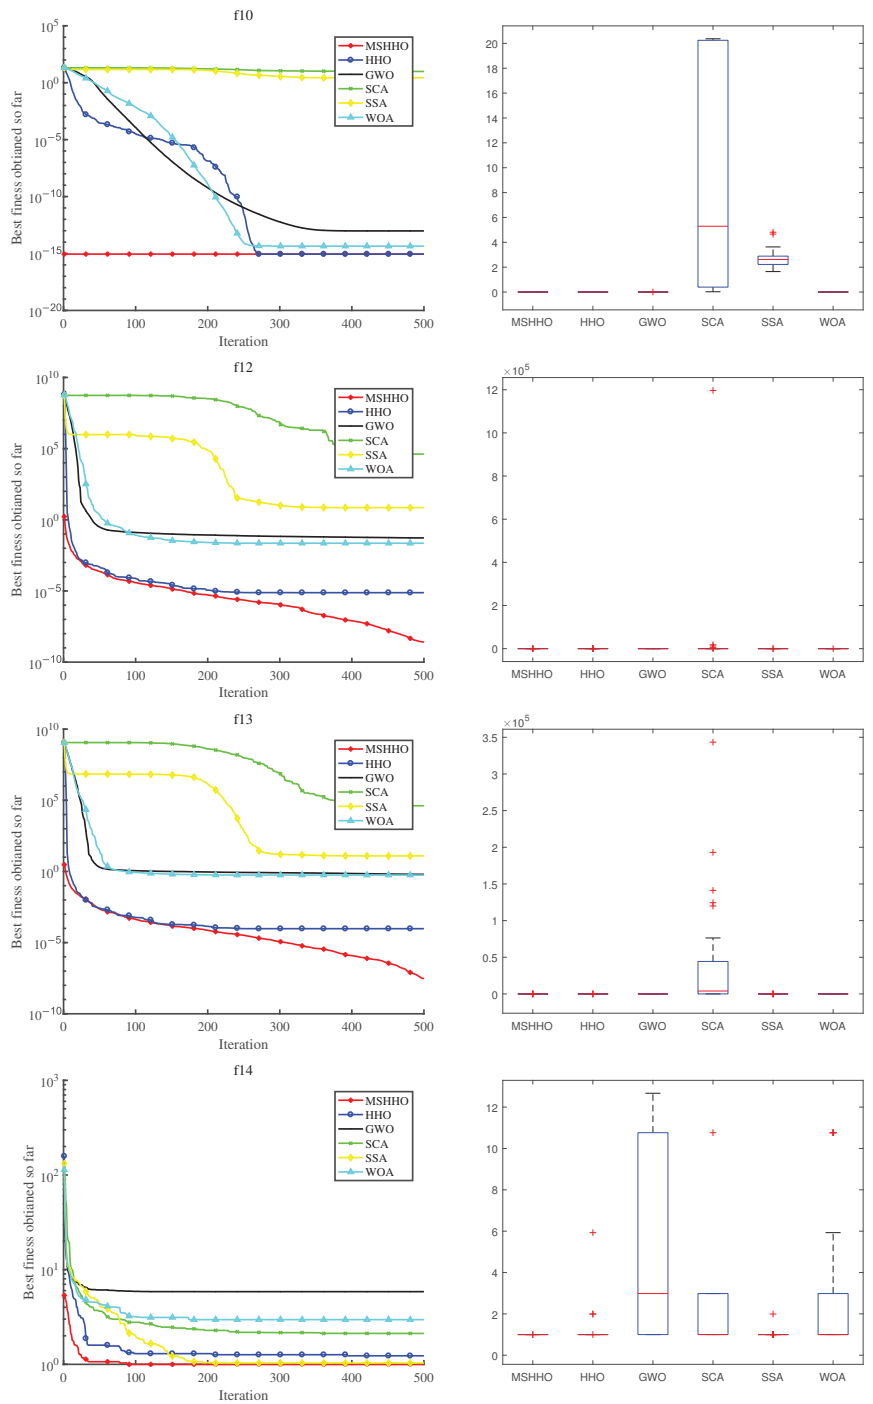 f10
Best finess obtianed so far
10^5
10^0
10^-5
10^-10
10^-15
10^-20
0 100 200 300 400 500
Iteration
MSHHO
HHO
GWO
SCA
SSA
WOA
20
18
16
14
12
10
8
6
4
2
0
MSHHO HHO GWO SCA SSA WOA
f12
Best finess obtianed so far
10^10
10^5
10^0
10^-5
10^-10
0 100 200 300 400 500
Iteration
MSHHO
HHO
GWO
SCA
SSA
WOA
×10^5
12
10
8
6
4
2
0
MSHHO HHO GWO SCA SSA WOA
f13
Best finess obtianed so far
10^10
10^5
10^0
10^-5
10^-10
0 100 200 300 400 500
Iteration
MSHHO
HHO
GWO
SCA
SSA
WOA
×10^5
3.5
3
2.5
2
1.5
1
0.5
0
MSHHO HHO GWO SCA SSA WOA
f14
Best finess obtianed so far
10^3
10^2
10^1
10^0
0 100 200 300 400 500
Iteration
MSHHO
HHO
GWO
SCA
SSA
WOA
12
10
8
6
4
2
0
MSHHO HHO GWO SCA SSA WOA